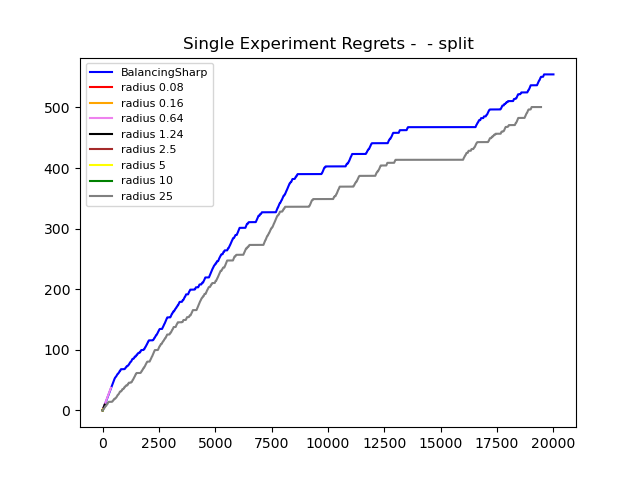 Single Experiment Regrets -  - split
BalancingSharp
radius 0.08
radius 0.16
radius 0.64
radius 1.24
radius 2.5
radius 5
radius 10
radius 25
500
400
300
200
100
0
0 2500 5000 7500 10000 12500 15000 17500 20000